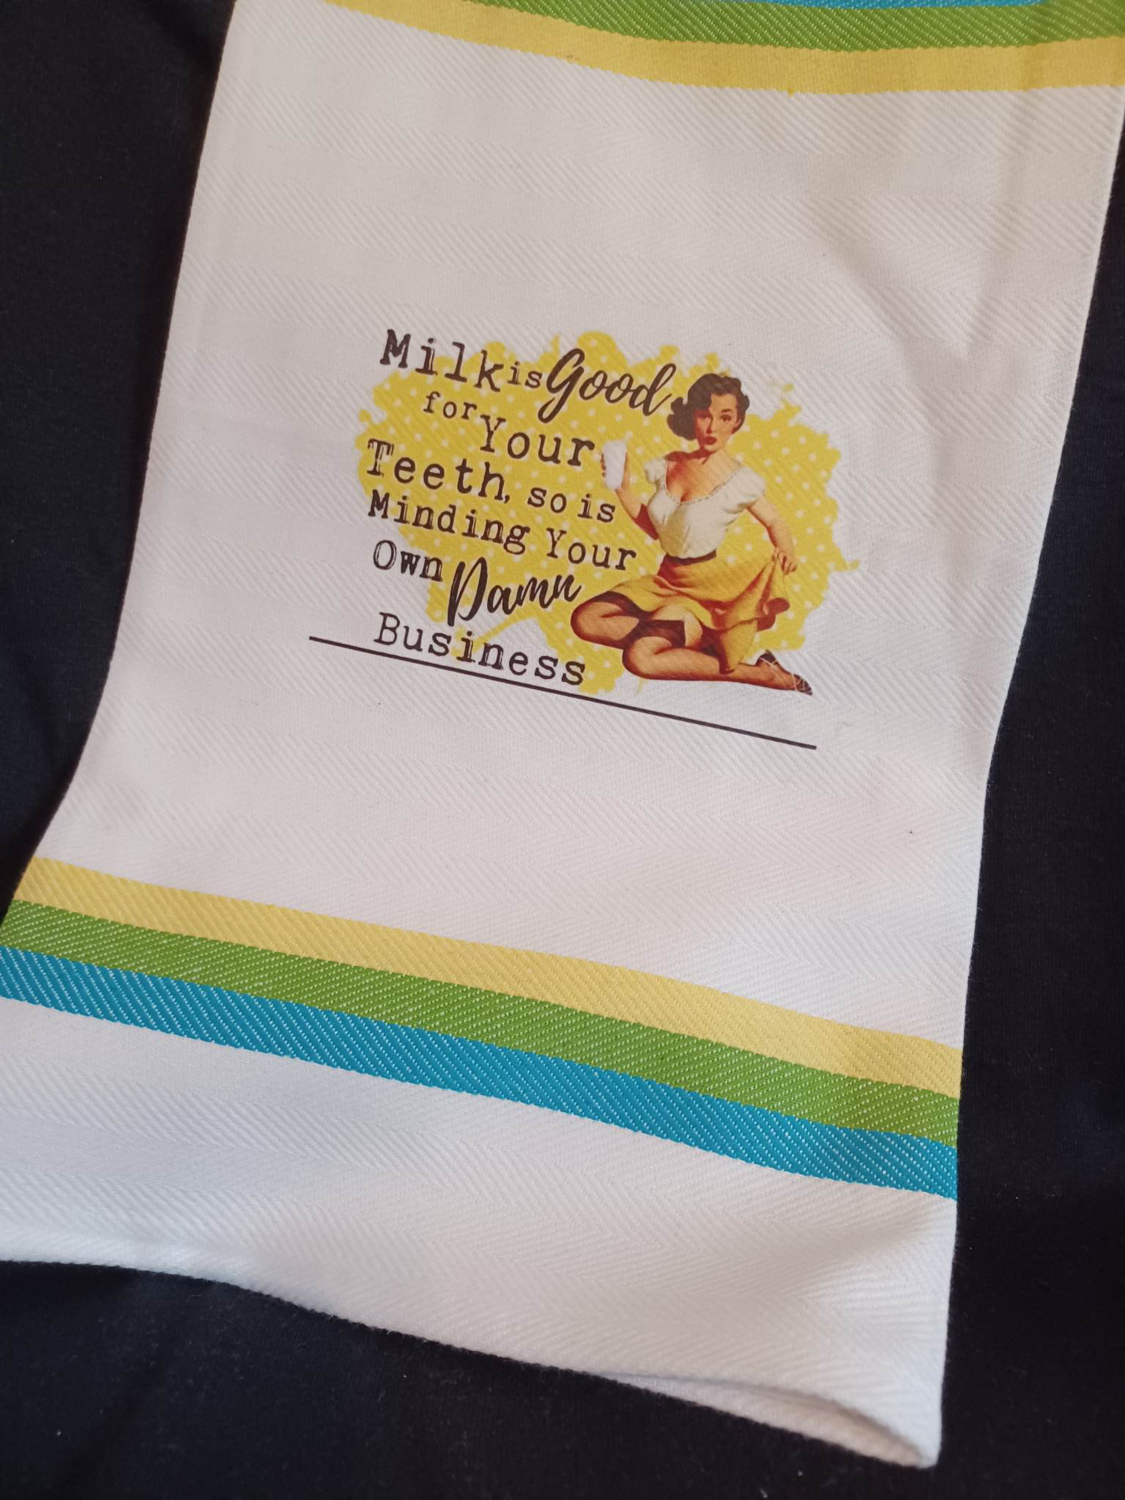 Milk is Good
for Your
Teeth, so is
Minding Your
Own Damn
Business